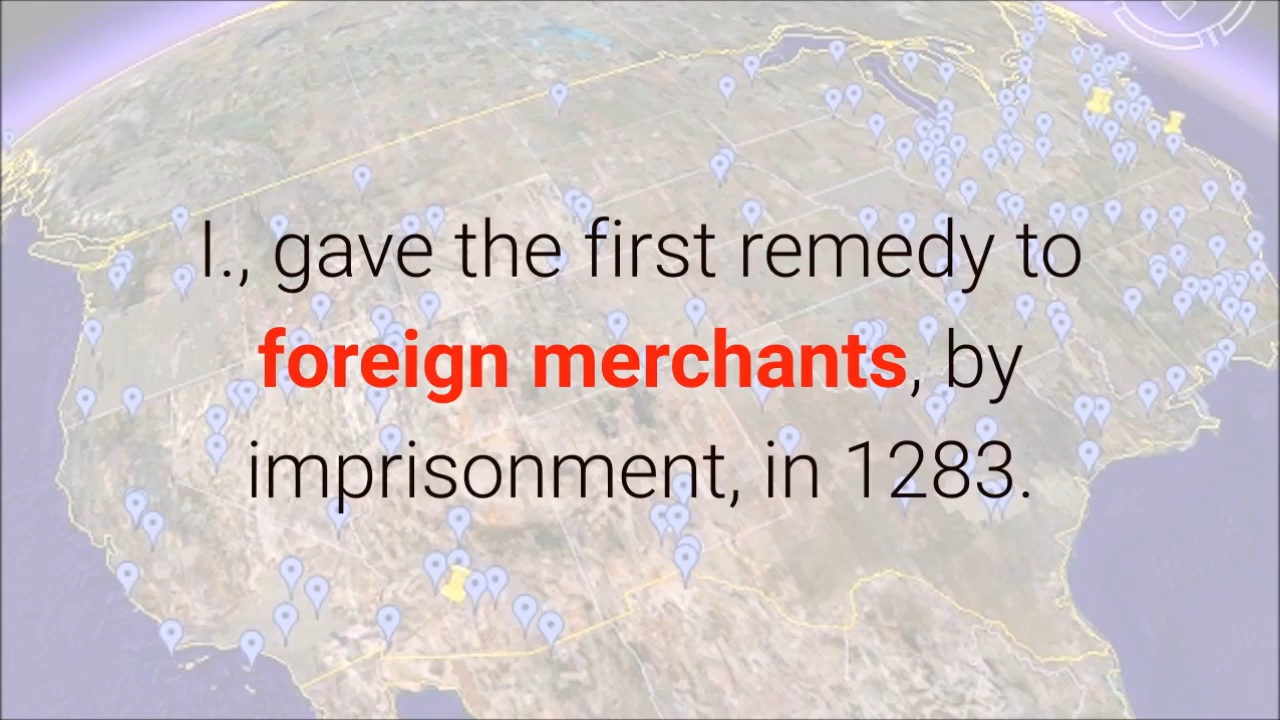 I., gave the first remedy to
foreign merchants, by
imprisonment, in 1283.